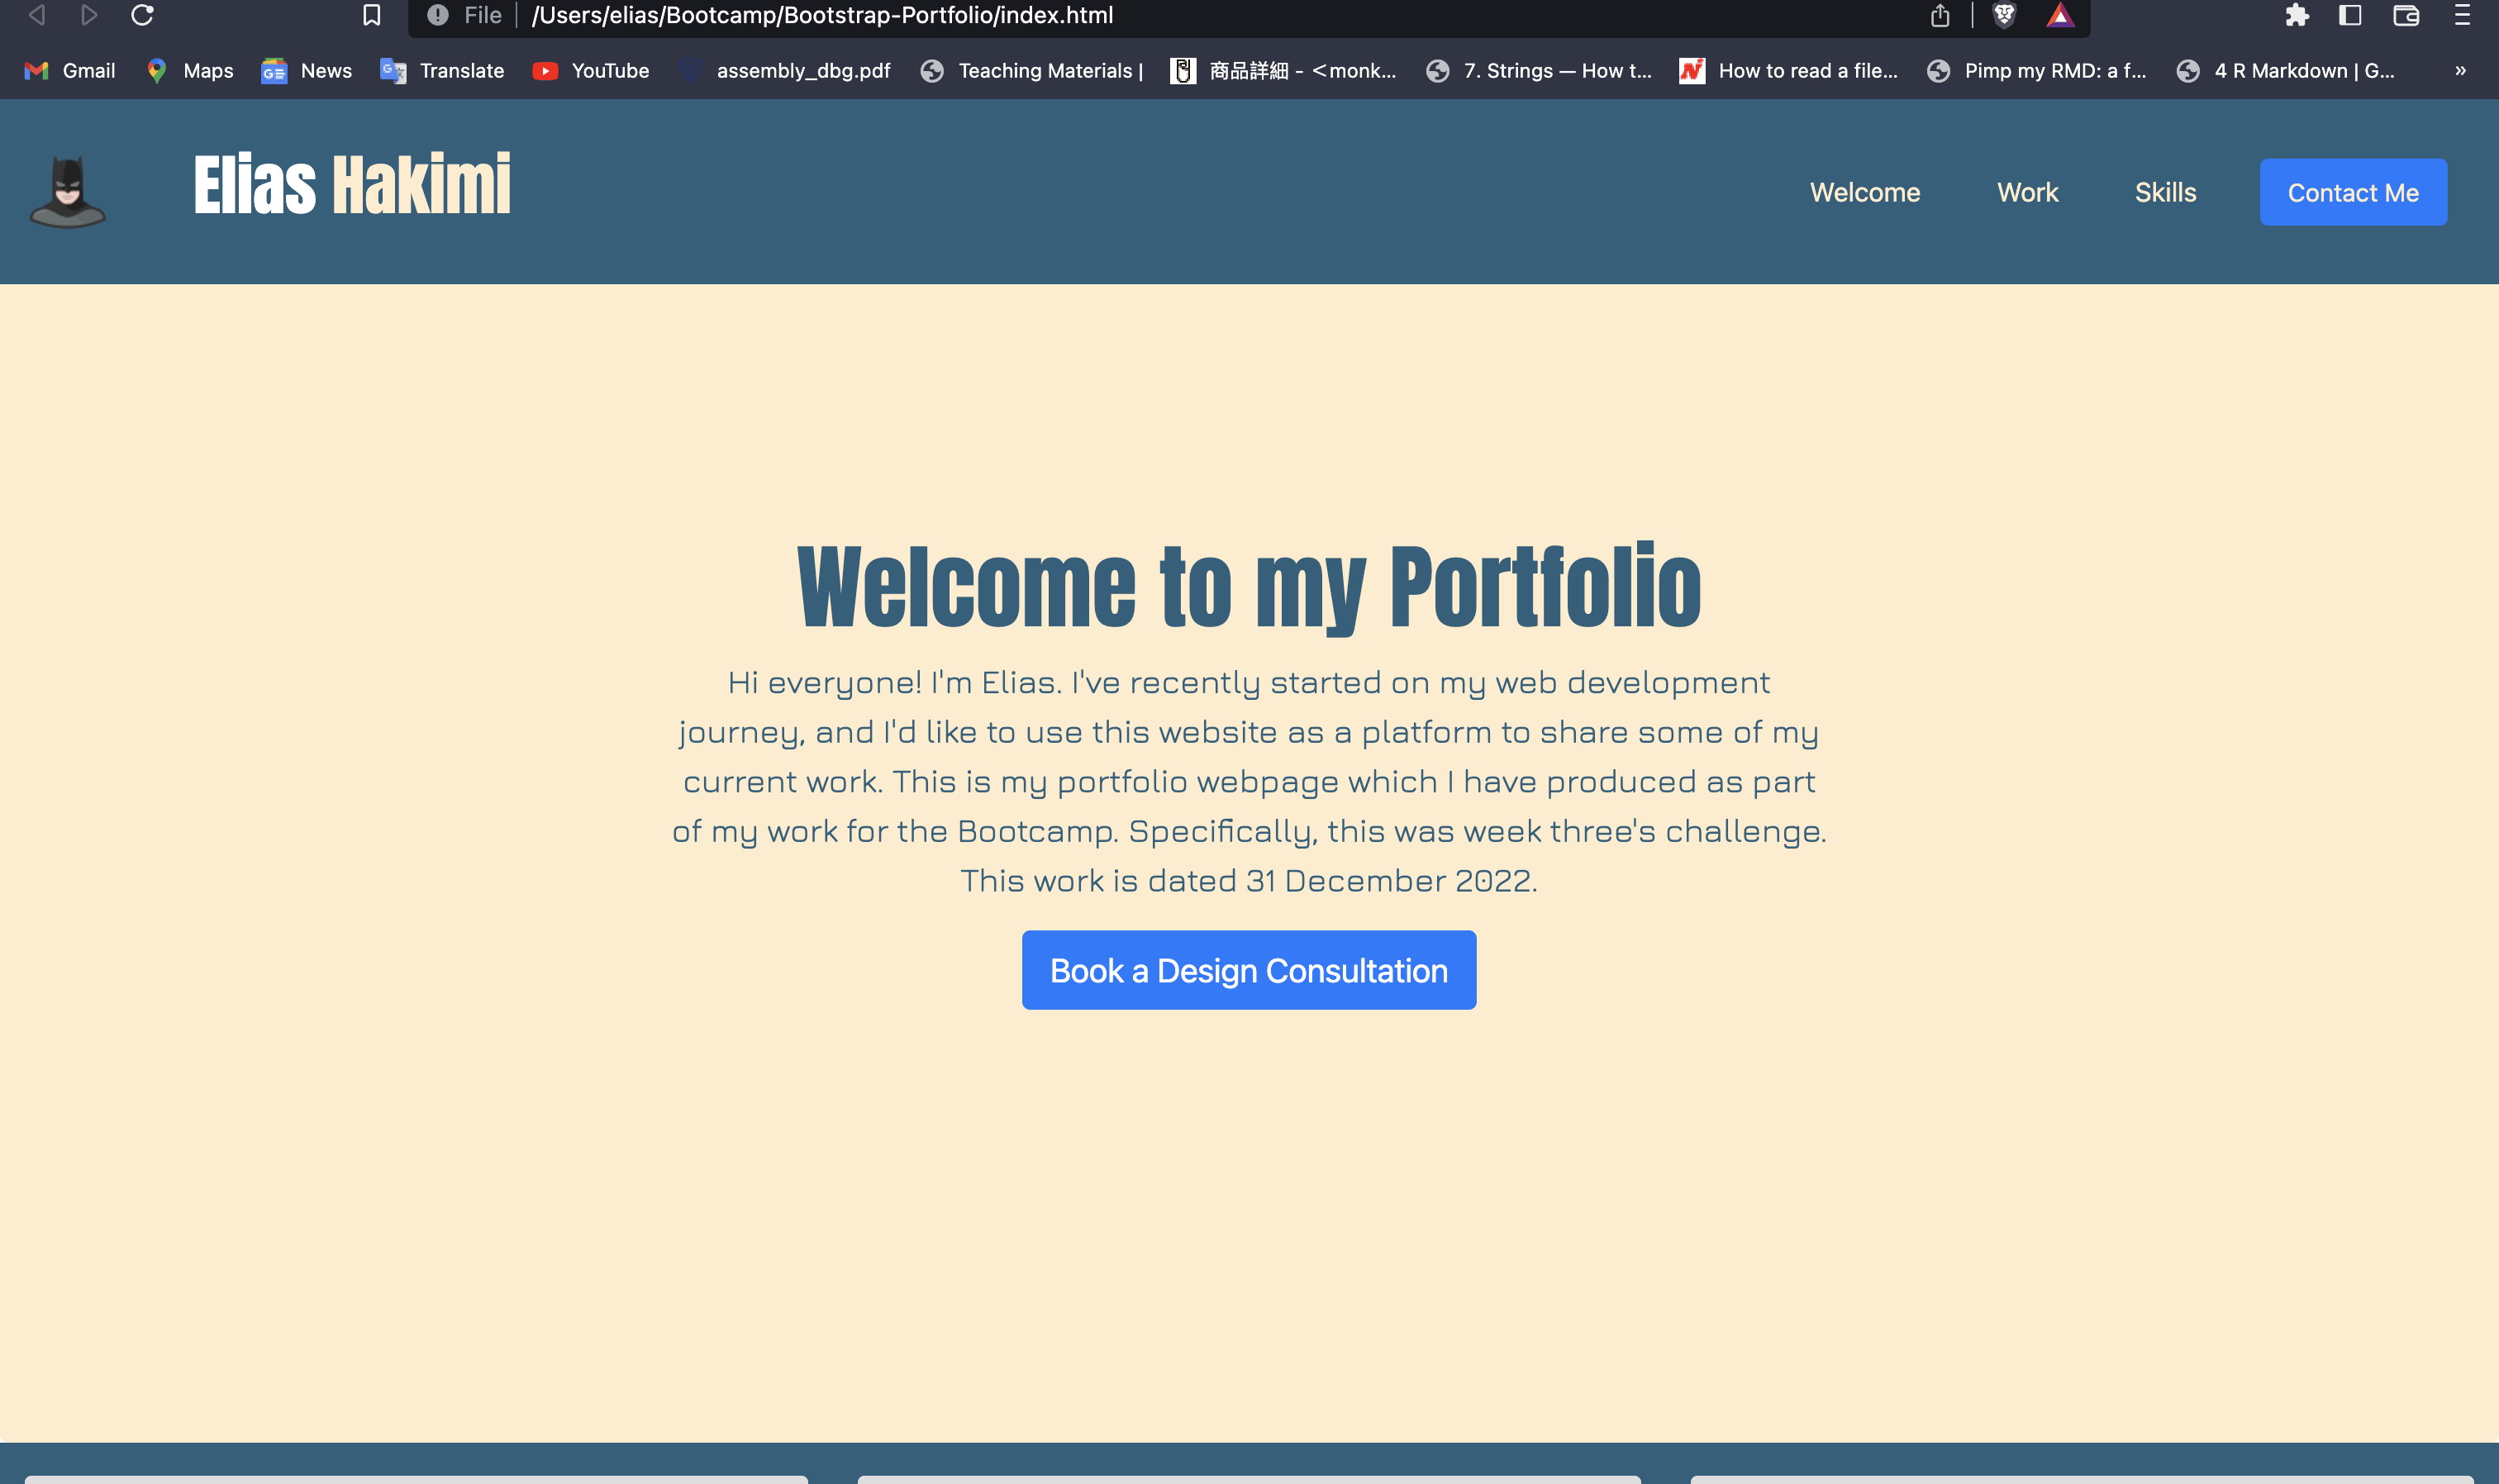 File | /Users/elias/Bootcamp/Bootstrap-Portfolio/index.html
Gmail Maps News Translate YouTube assembly_dbg.pdf Teaching Materials | 商品詳細 - <monk... 7. Strings — How t... How to read a file... Pimp my RMD: a f... 4 R Markdown | G... »
Elias Hakimi Welcome Work Skills Contact Me
Welcome to my Portfolio
Hi everyone! I'm Elias. I've recently started on my web development
journey, and I'd like to use this website as a platform to share some of my
current work. This is my portfolio webpage which I have produced as part
of my work for the Bootcamp. Specifically, this was week three's challenge.
This work is dated 31 December 2022.
Book a Design Consultation